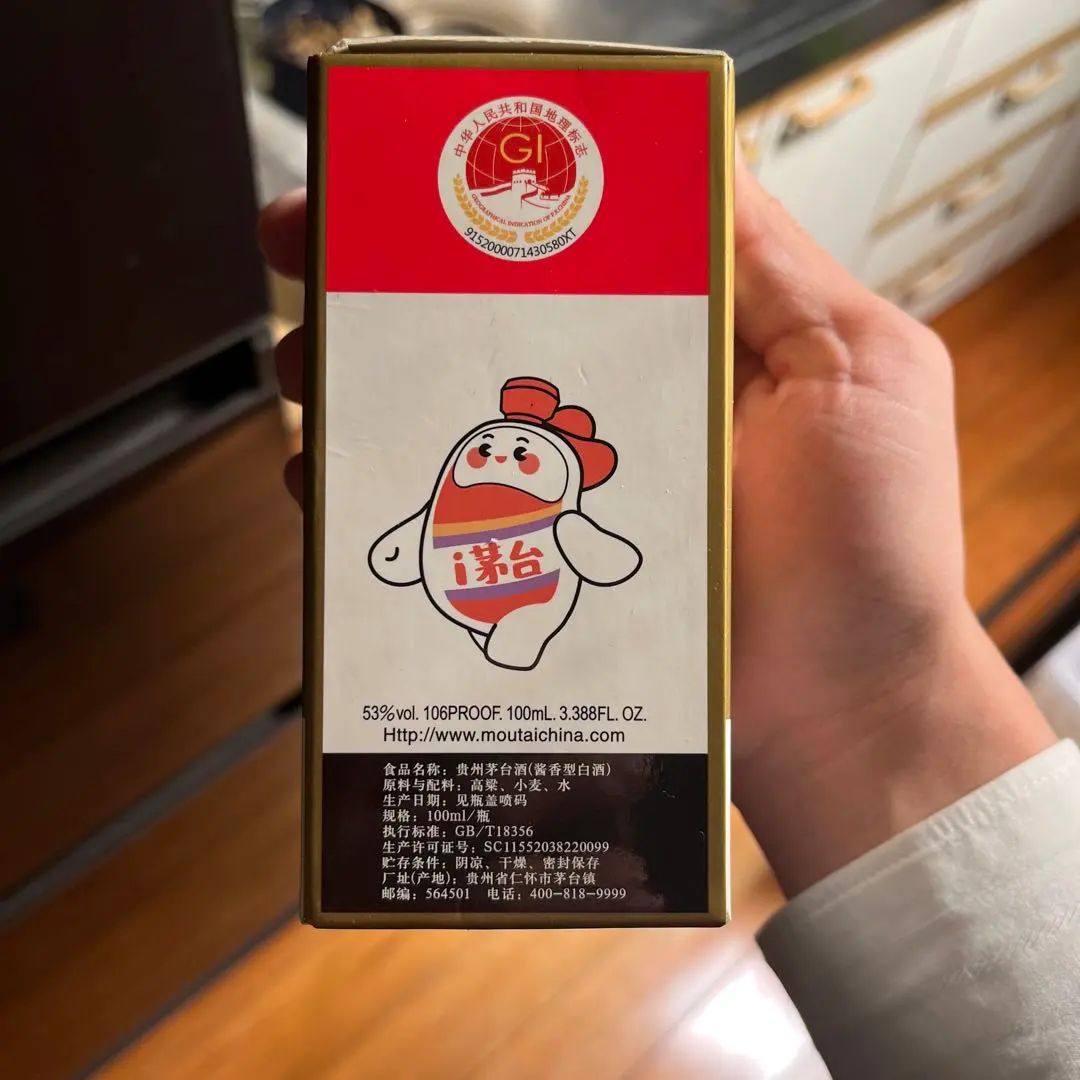 中华人民共和国地理标志
GI
GEOGRAPHICAL INDICATION OF P.R.CHINA
9152000071430580XT
i茅台
53%vol. 106PROOF. 100mL. 3.388FL. OZ.
Http://www.moutaichina.com
食品名称：贵州茅台酒(酱香型白酒)
原料与配料：高粱、小麦、水
生产日期：见瓶盖喷码
规格：100ml/瓶
执行标准：GB/T18356
生产许可证号：SC11552038220099
贮存条件：阴凉、干燥、密封保存
厂址(产地)：贵州省仁怀市茅台镇
邮编：564501 电话：400-818-9999